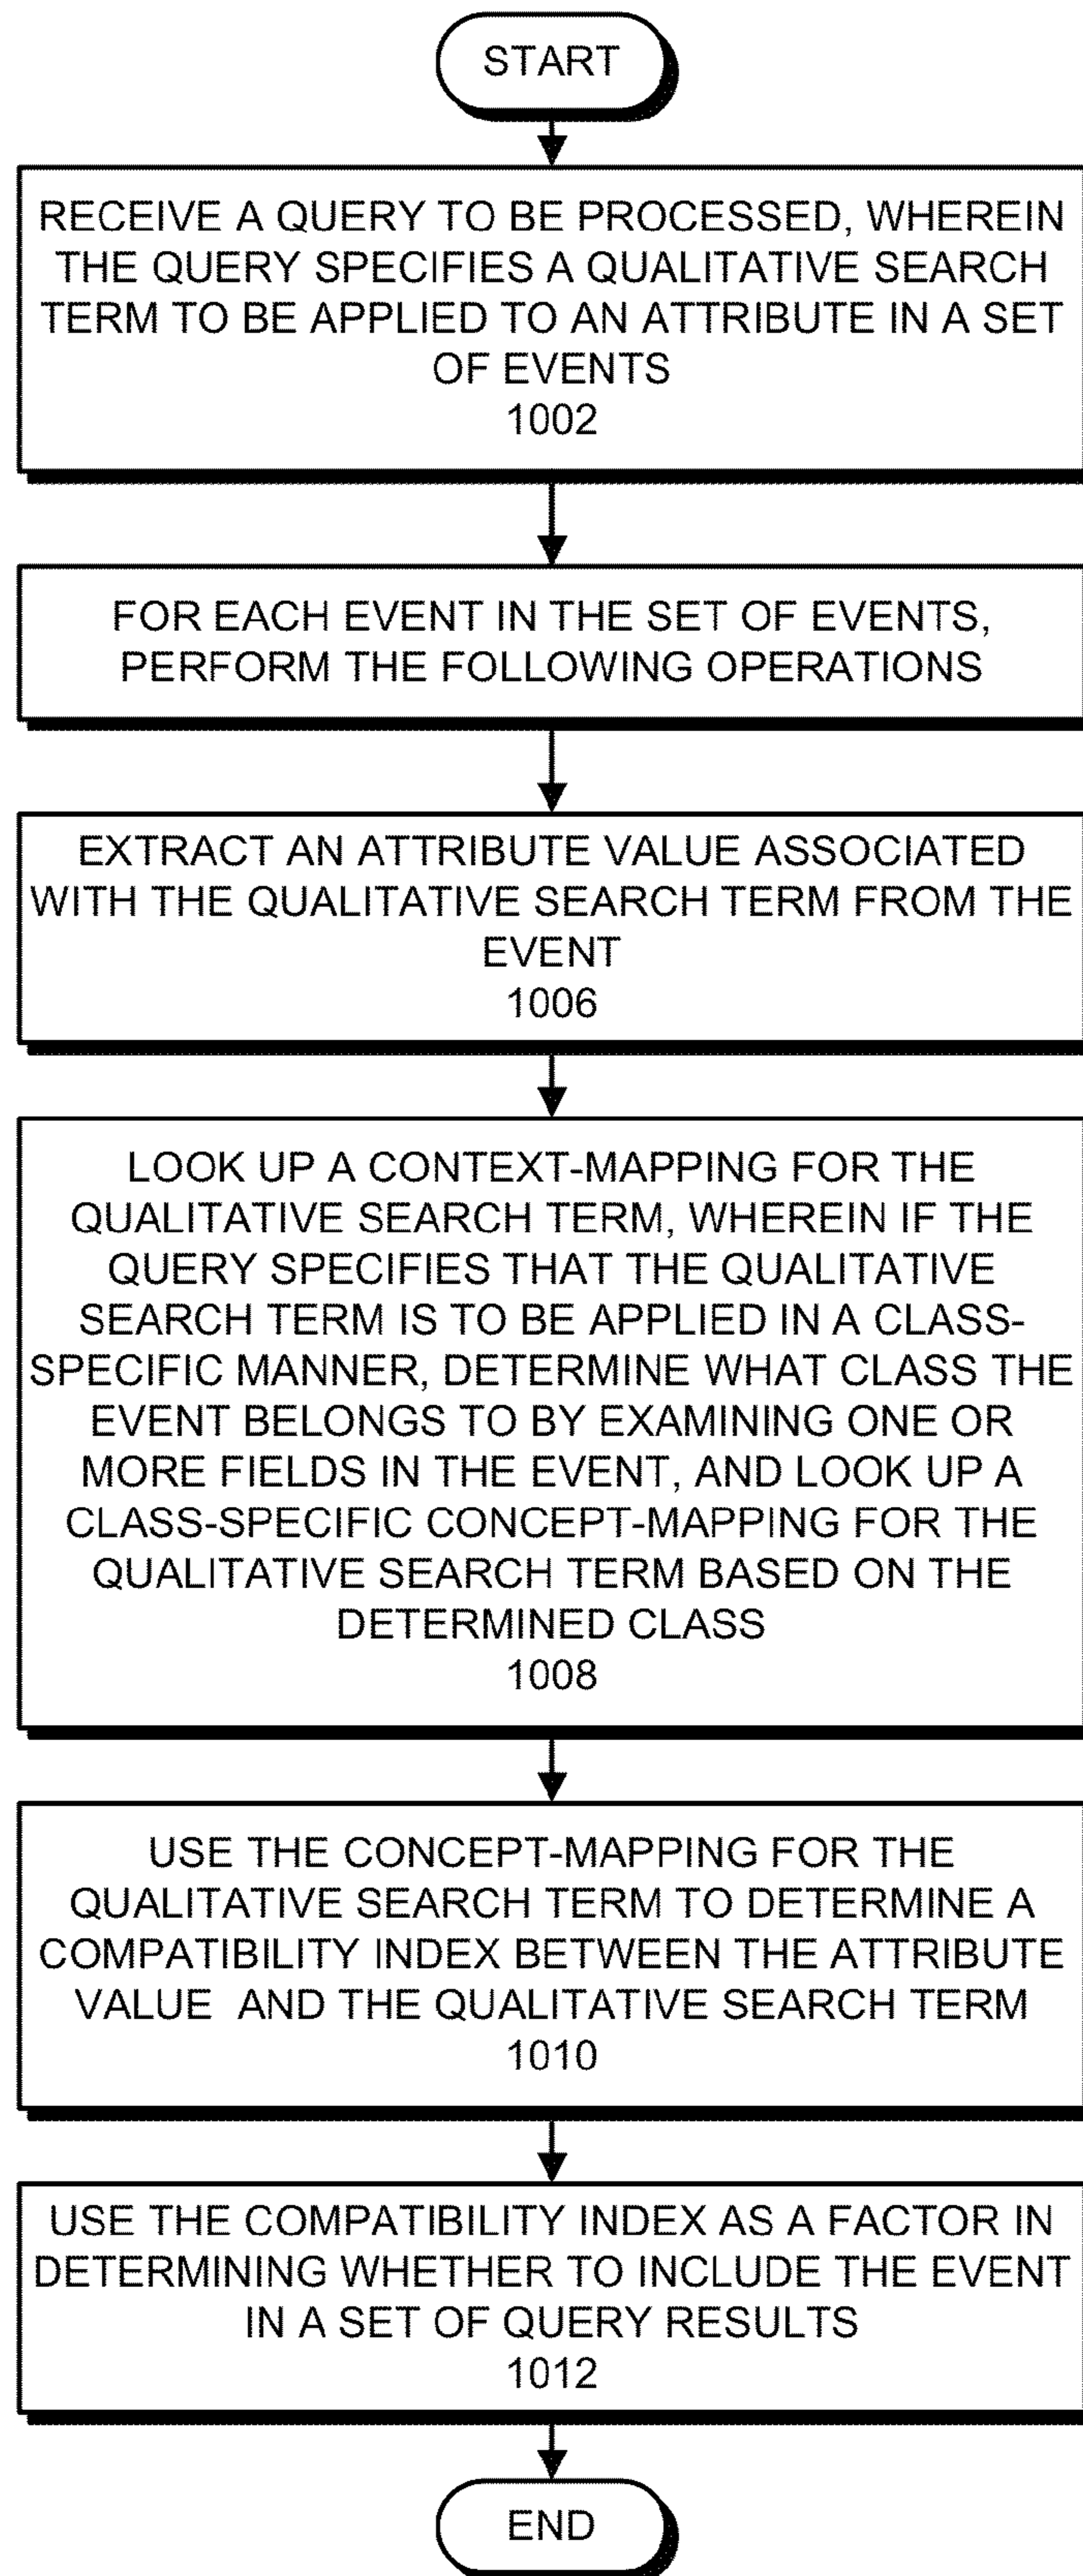 START
RECEIVE A QUERY TO BE PROCESSED, WHEREIN
THE QUERY SPECIFIES A QUALITATIVE SEARCH
TERM TO BE APPLIED TO AN ATTRIBUTE IN A SET
OF EVENTS
1002
FOR EACH EVENT IN THE SET OF EVENTS,
PERFORM THE FOLLOWING OPERATIONS
EXTRACT AN ATTRIBUTE VALUE ASSOCIATED
WITH THE QUALITATIVE SEARCH TERM FROM THE
EVENT
1006
LOOK UP A CONTEXT-MAPPING FOR THE
QUALITATIVE SEARCH TERM, WHEREIN IF THE
QUERY SPECIFIES THAT THE QUALITATIVE
SEARCH TERM IS TO BE APPLIED IN A CLASS-
SPECIFIC MANNER, DETERMINE WHAT CLASS THE
EVENT BELONGS TO BY EXAMINING ONE OR
MORE FIELDS IN THE EVENT, AND LOOK UP A
CLASS-SPECIFIC CONCEPT-MAPPING FOR THE
QUALITATIVE SEARCH TERM BASED ON THE
DETERMINED CLASS
1008
USE THE CONCEPT-MAPPING FOR THE
QUALITATIVE SEARCH TERM TO DETERMINE A
COMPATIBILITY INDEX BETWEEN THE ATTRIBUTE
VALUE AND THE QUALITATIVE SEARCH TERM
1010
USE THE COMPATIBILITY INDEX AS A FACTOR IN
DETERMINING WHETHER TO INCLUDE THE EVENT
IN A SET OF QUERY RESULTS
1012
END